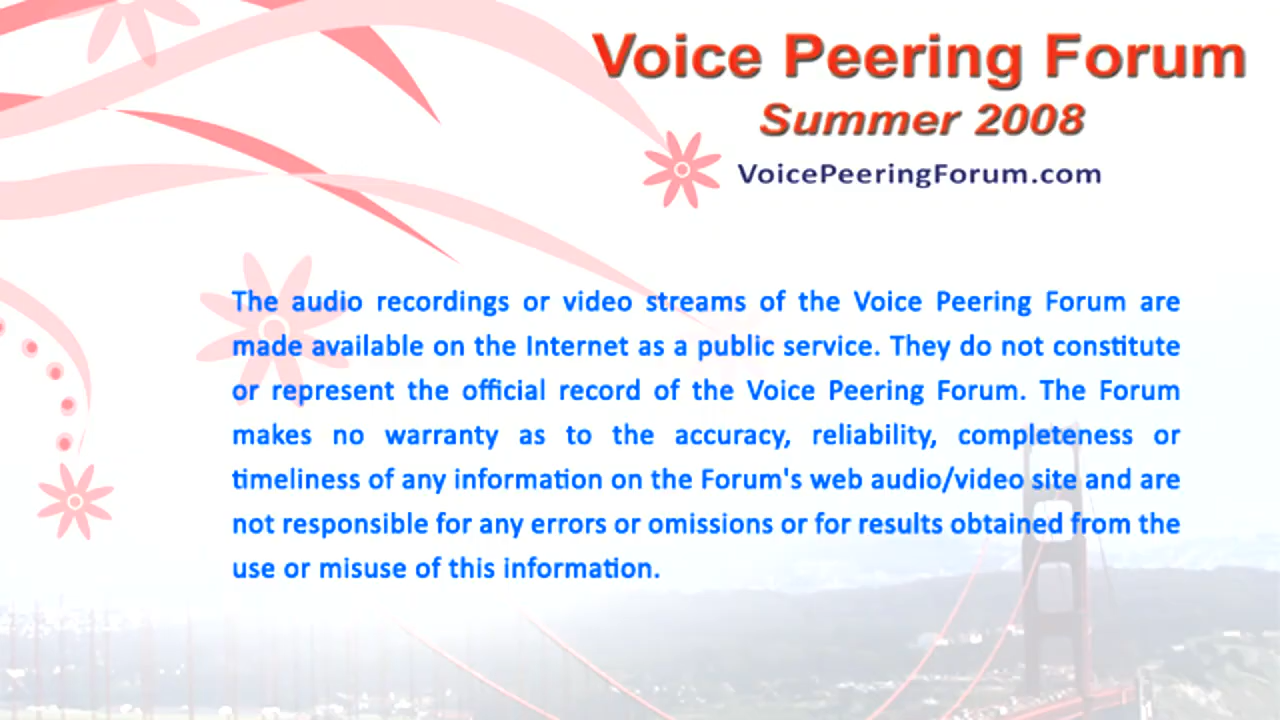 Voice Peering Forum
Summer 2008
VoicePeeringForum.com
The audio recordings or video streams of the Voice Peering Forum are
made available on the Internet as a public service. They do not constitute
or represent the official record of the Voice Peering Forum. The Forum
makes no warranty as to the accuracy, reliability, completeness or
timeliness of any information on the Forum's web audio/video site and are
not responsible for any errors or omissions or for results obtained from the
use or misuse of this information.